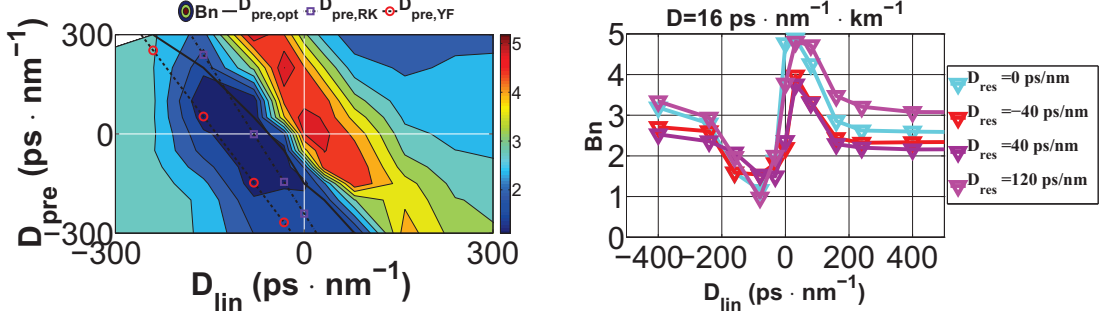 Bn D_pre,opt D_pre,RK D_pre,YF
300
0
−300
D_pre (ps · nm⁻¹)
−300 0 300
D_lin (ps · nm⁻¹)
5
4
3
2
1
D=16 ps · nm⁻¹ · km⁻¹
5
4
3
2
1
0
Bn
−400 −200 0 200 400
D_lin (ps · nm⁻¹)
D_res =0 ps/nm
D_res =−40 ps/nm
D_res =40 ps/nm
D_res =120 ps/nm